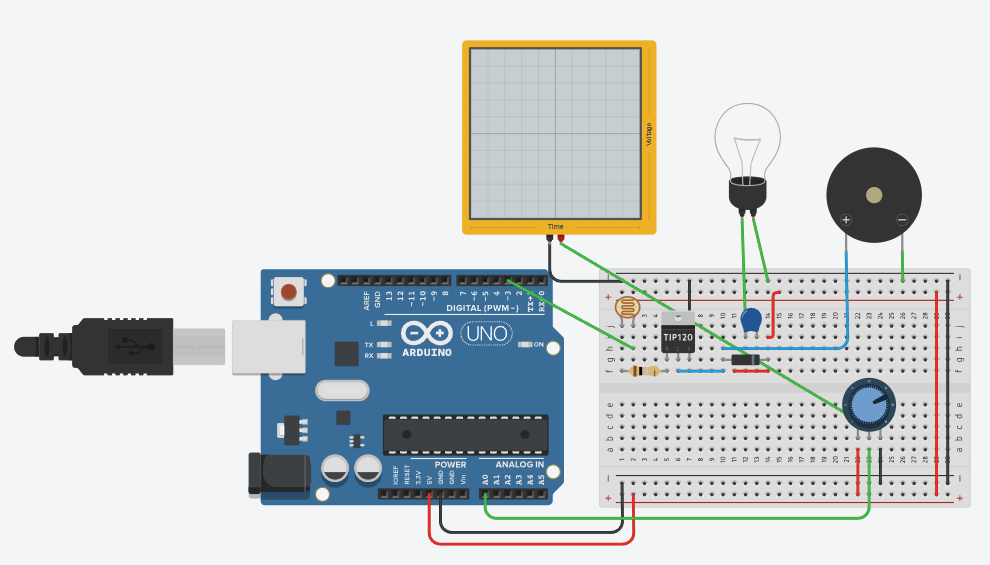 Voltage
Time
AREF
GND
13
12
~11
~10
~9
8
7
~6
~5
4
~3
2
TX→1
RX←0
DIGITAL (PWM~)
L
TX
RX
ARDUINO
UNO
ON
TIP120
IOREF
RESET
3.3V
5V
GND
GND
Vin
POWER
ANALOG IN
A0
A1
A2
A3
A4
A5